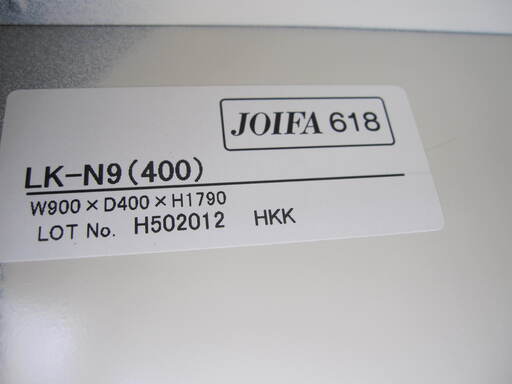 JOIFA 618
LK-N9(400)
W900×D400×H1790
LOT No. H502012 HKK